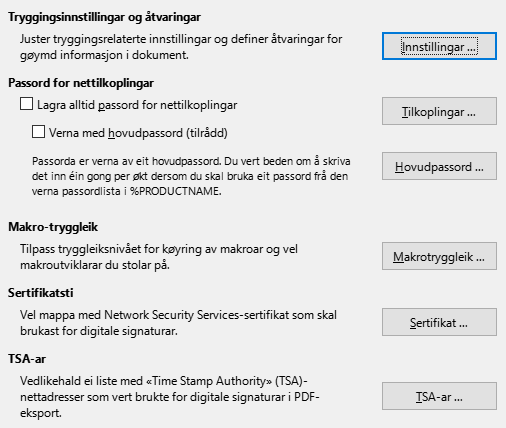 Tryggingsinnstillingar og åtvaringar
Juster tryggingsrelaterte innstillingar og definer åtvaringar for
gøymd informasjon i dokument.
Innstillingar ...
Passord for nettilkoplingar
Lagra alltid passord for nettilkoplingar
Tilkoplingar ...
Verna med hovudpassord (tilrådd)
Passorda er verna av eit hovudpassord. Du vert beden om å skriva
det inn éin gong per økt dersom du skal bruka eit passord frå den
verna passordlista i %PRODUCTNAME.
Hovudpassord ...
Makro-tryggleik
Tilpass tryggleiksnivået for køyring av makroar og vel
makroutviklarar du stolar på.
Makrotryggleik ...
Sertifikatsti
Vel mappa med Network Security Services-sertifikat som skal
brukast for digitale signaturar.
Sertifikat ...
TSA-ar
Vedlikehald ei liste med «Time Stamp Authority» (TSA)-
nettadresser som vert brukte for digitale signaturar i PDF-
eksport.
TSA-ar ...